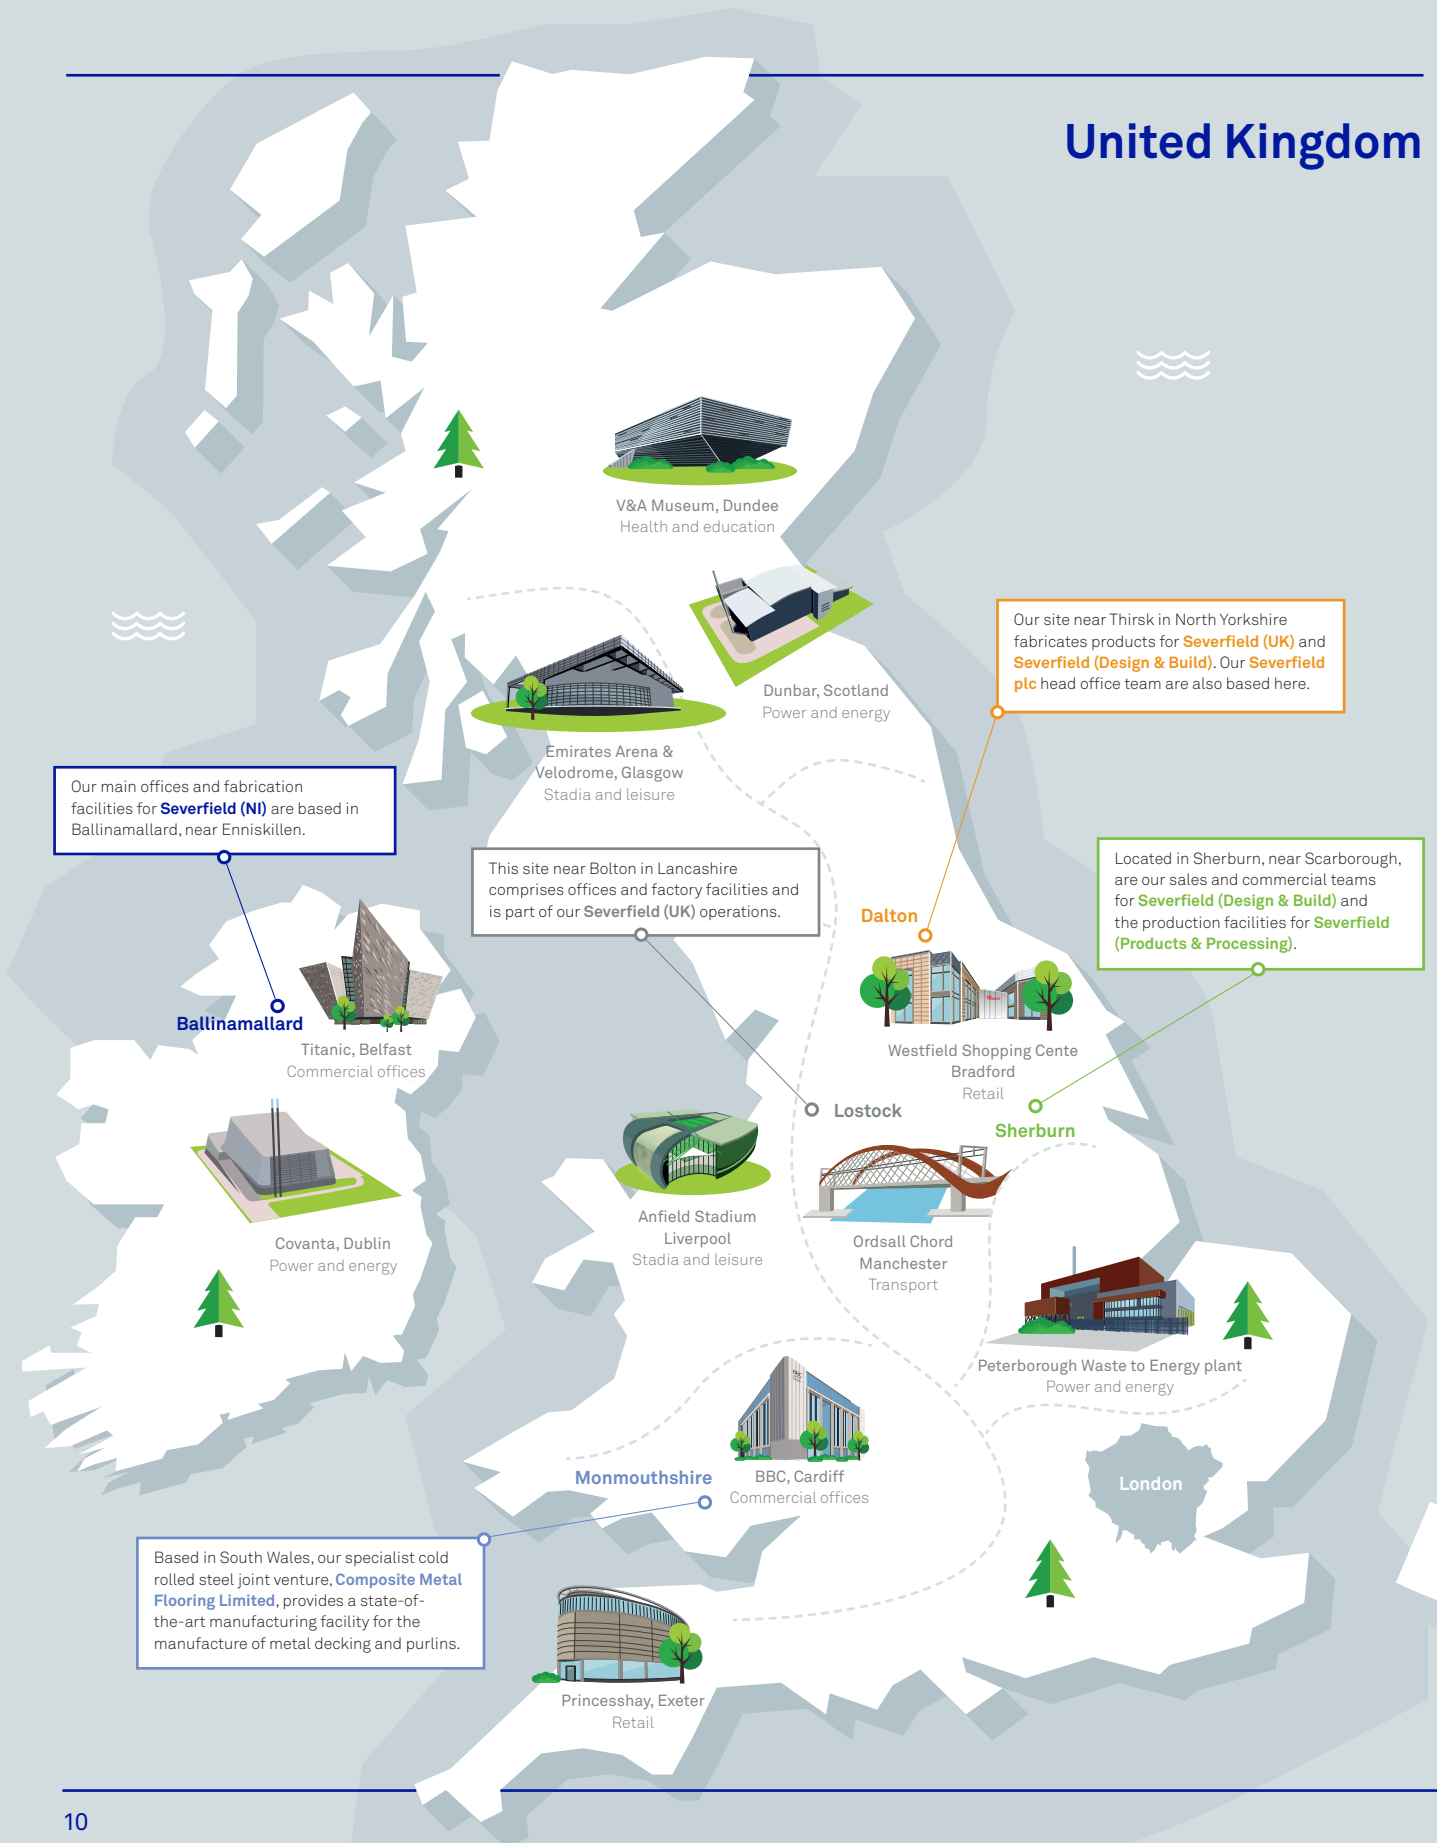 United Kingdom
V&A Museum, Dundee
Health and education
Our site near Thirsk in North Yorkshire
fabricates products for Severfield (UK) and
Severfield (Design & Build). Our Severfield
plc head office team are also based here.
Dunbar, Scotland
Power and energy
Emirates Arena &
Velodrome, Glasgow
Stadia and leisure
Our main offices and fabrication
facilities for Severfield (NI) are based in
Ballinamallard, near Enniskillen.
This site near Bolton in Lancashire
comprises offices and factory facilities and
is part of our Severfield (UK) operations.
Located in Sherburn, near Scarborough,
are our sales and commercial teams
for Severfield (Design & Build) and
the production facilities for Severfield
(Products & Processing).
Dalton
Ballinamallard
Titanic, Belfast
Commercial offices
Westfield Shopping Cente
Bradford
Retail
Lostock
Sherburn
Covanta, Dublin
Power and energy
Anfield Stadium
Liverpool
Stadia and leisure
Ordsall Chord
Manchester
Transport
Peterborough Waste to Energy plant
Power and energy
Monmouthshire
BBC, Cardiff
Commercial offices
London
Based in South Wales, our specialist cold
rolled steel joint venture, Composite Metal
Flooring Limited, provides a state-of-
the-art manufacturing facility for the
manufacture of metal decking and purlins.
Princesshay, Exeter
Retail
10